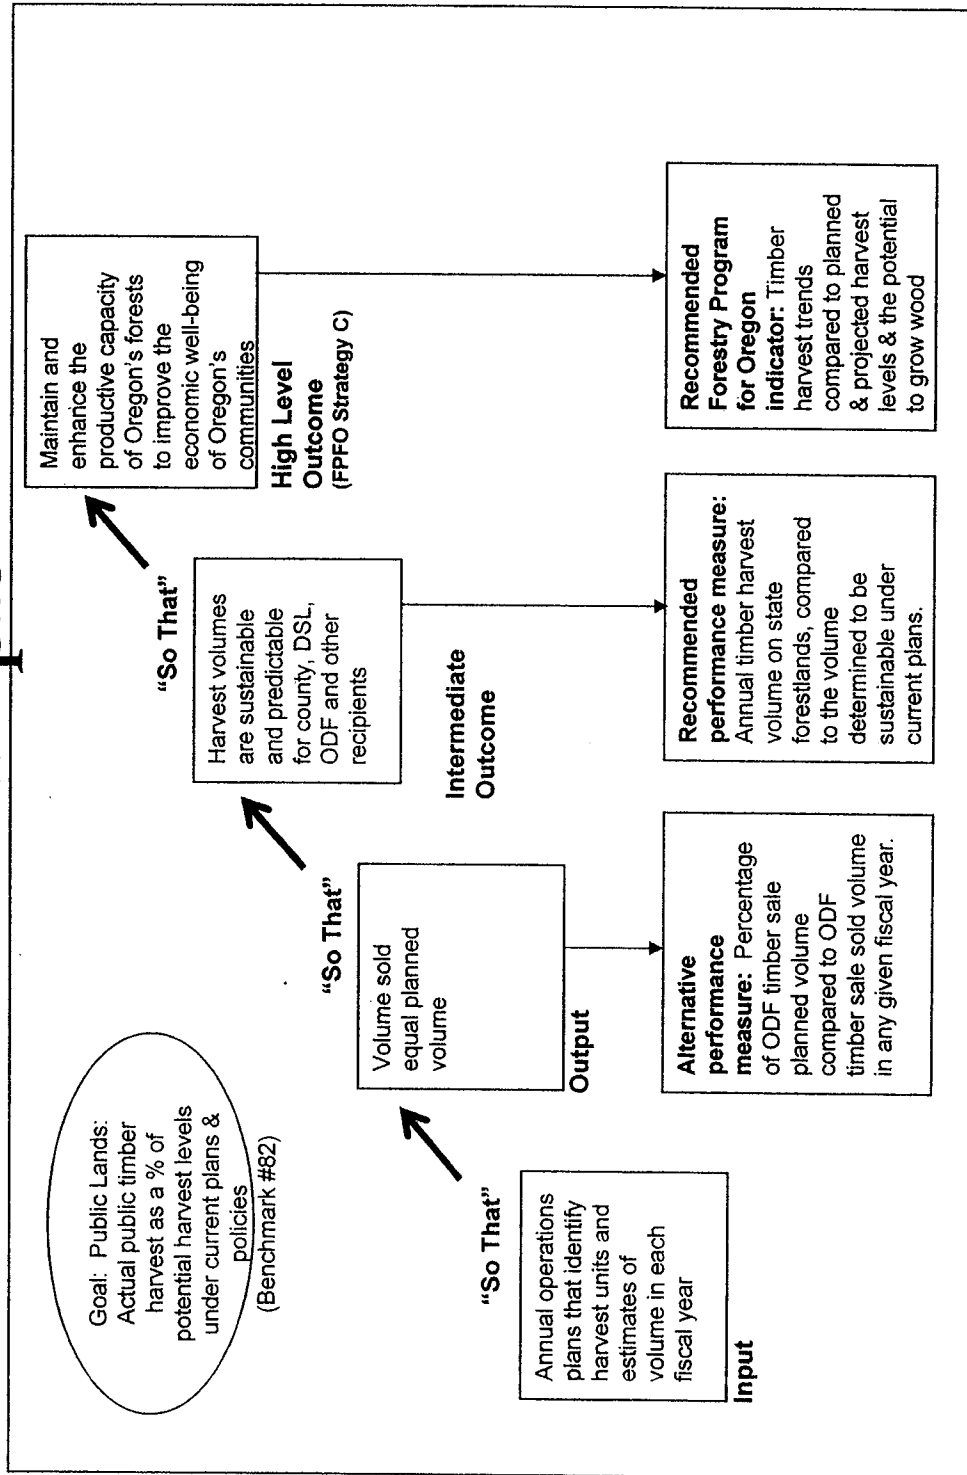 Goal: Public Lands:
Actual public timber
harvest as a % of
potential harvest levels
under current plans &
policies
(Benchmark #82)
"So That"
Annual operations
plans that identify
harvest units and
estimates of
volume in each
fiscal year
Input
"So That"
Volume sold
equal planned
volume
Output
Alternative
performance
measure: Percentage
of ODF timber sale
planned volume
compared to ODF
timber sale sold volume
in any given fiscal year.
"So That"
Harvest volumes
are sustainable
and predictable
for county, DSL,
ODF and other
recipients
Intermediate
Outcome
Recommended
performance measure:
Annual timber harvest
volume on state
forestlands, compared
to the volume
determined to be
sustainable under
current plans.
Maintain and
enhance the
productive capacity
of Oregon's forests
to improve the
economic well-being
of Oregon's
communities
High Level
Outcome
(FPFO Strategy C)
Recommended
Forestry Program
for Oregon
indicator: Timber
harvest trends
compared to planned
& projected harvest
levels & the potential
to grow wood